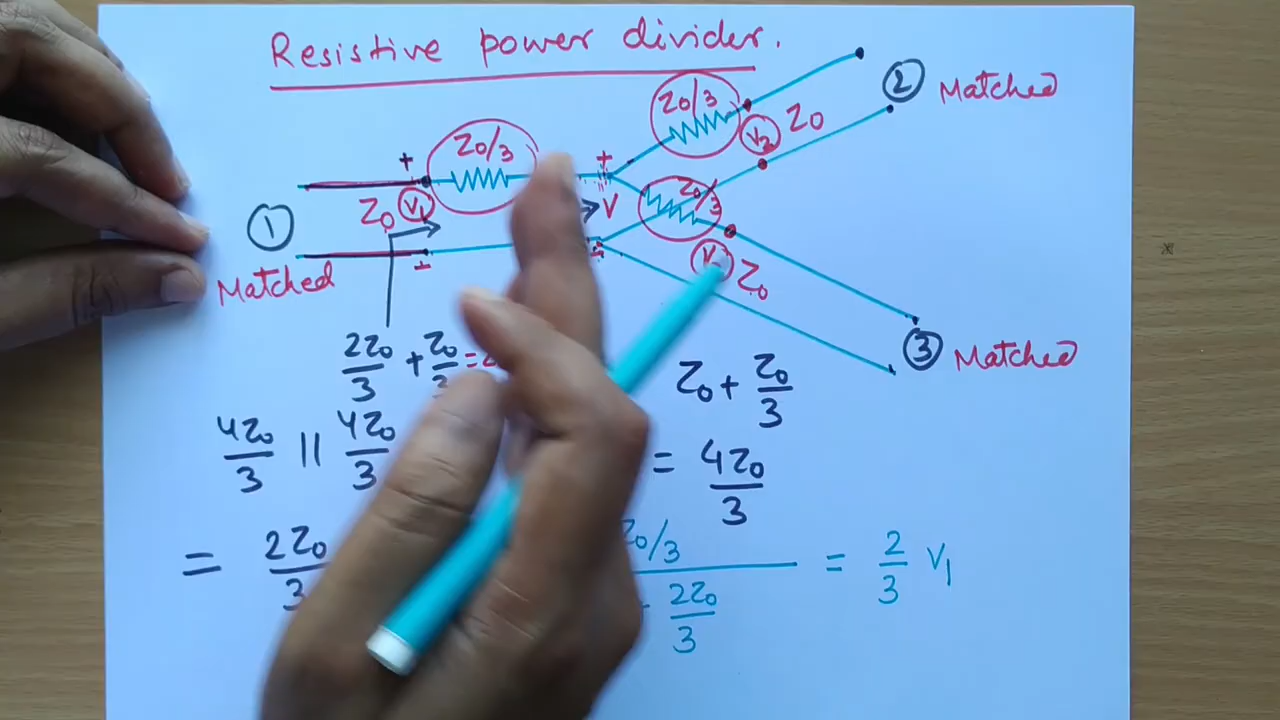 Resistive power divider.
Z0/3 Z0/3 2 Matched
+ + V2 Z0
1 Z0 V1 V Z0/3
Matched Z0
3 Matched
2Z0/3 + Z0/ = Z0 + Z0/3
4Z0/3 || 4Z0/3 = 4Z0/3
= 2Z0/3 Z0/3 / 2Z0/3 = 2/3 V1